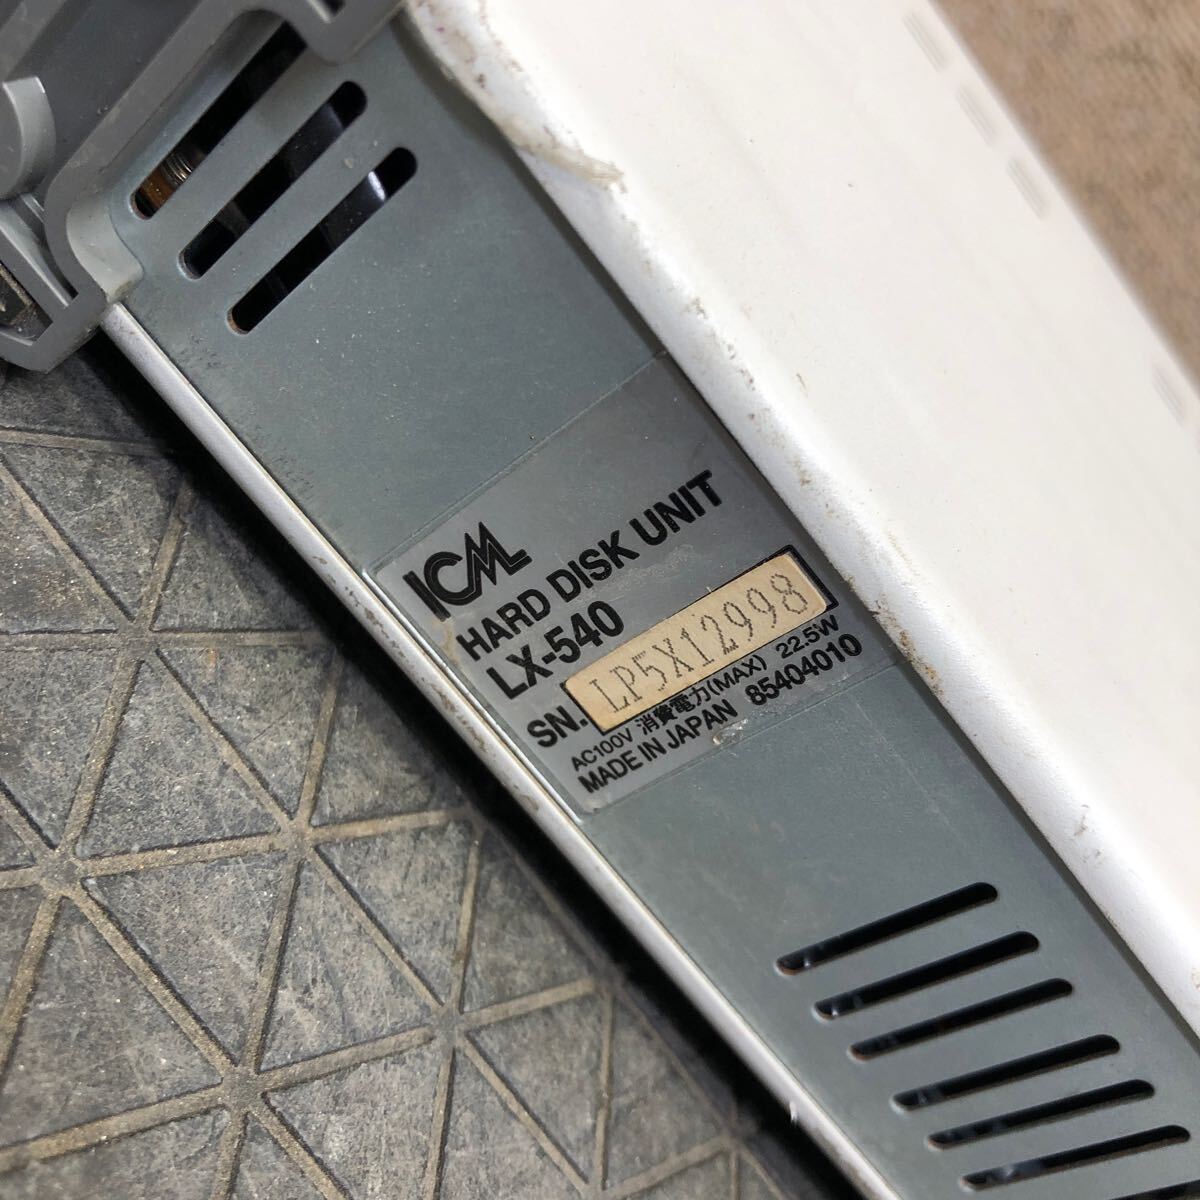 ICM
HARD DISK UNIT
LX-540
SN. LP5X12998
AC100V 消費電力(MAX) 22.5W
MADE IN JAPAN 85404010